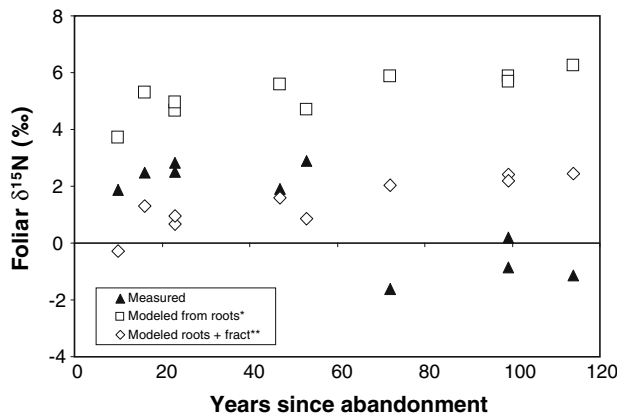 8
6
4
2
0
-2
-4
Foliar δ¹⁵N (‰)
Measured
Modeled from roots*
Modeled roots + fract**
0 20 40 60 80 100 120
Years since abandonment